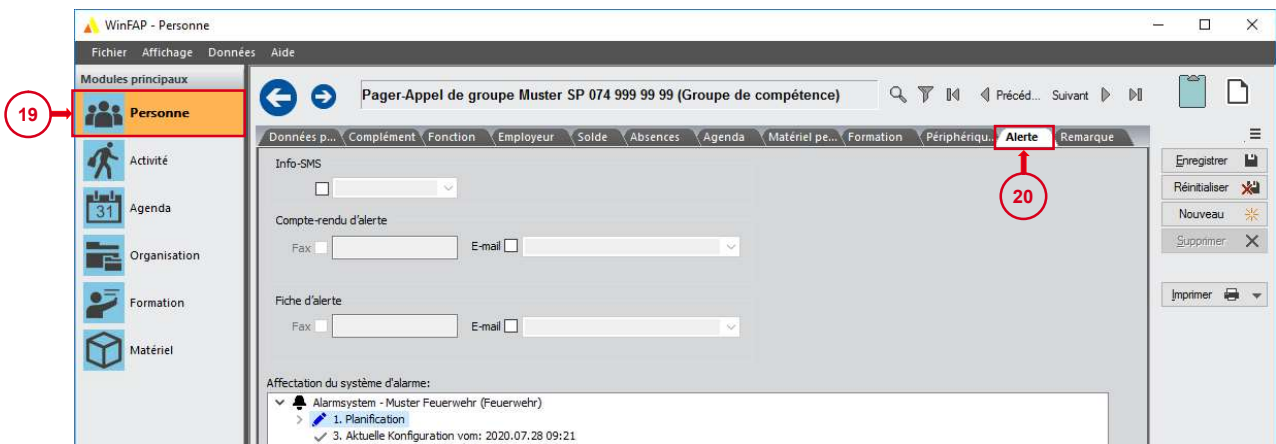 WinFAP - Personne
Fichier Affichage Données Aide
Modules principaux
19
Personne
Activité
31
Agenda
Organisation
Formation
Matériel
Pager-Appel de groupe Muster SP 074 999 99 99 (Groupe de compétence)
Précéd... Suivant
Données p... Complément Fonction Employeur Solde Absences Agenda Matériel pe... Formation Périphériqu... Alerte Remarque
20
Info-SMS
Compte-rendu d'alerte
Fax E-mail
Fiche d'alerte
Fax E-mail
Affectation du système d'alarme:
Alarmsystem - Muster Feuerwehr (Feuerwehr)
1. Planification
3. Aktuelle Konfiguration vom: 2020.07.28 09:21
Enregistrer
Réinitialiser
Nouveau
Supprimer
Imprimer